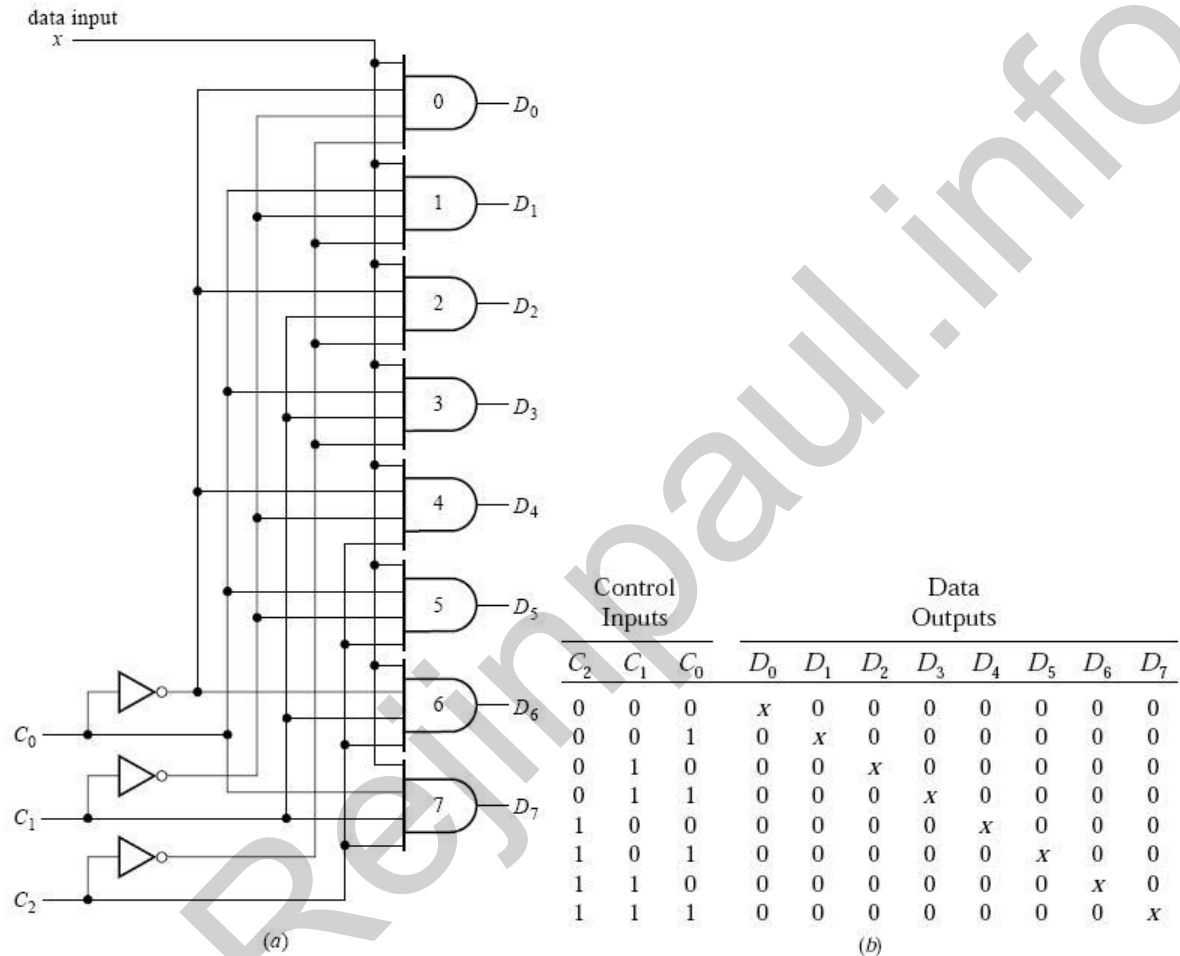 data input
x
0
D0
1
D1
2
D2
3
D3
4
D4
5
D5
6
D6
7
D7
C0
C1
C2
(a)
Control Inputs
Data Outputs
C2 C1 C0 D0 D1 D2 D3 D4 D5 D6 D7
0 0 0 x 0 0 0 0 0 0 0
0 0 1 0 x 0 0 0 0 0 0
0 1 0 0 0 x 0 0 0 0 0
0 1 1 0 0 0 x 0 0 0 0
1 0 0 0 0 0 0 x 0 0 0
1 0 1 0 0 0 0 0 x 0 0
1 1 0 0 0 0 0 0 0 x 0
1 1 1 0 0 0 0 0 0 0 x
(b)
Rejinpaul.info